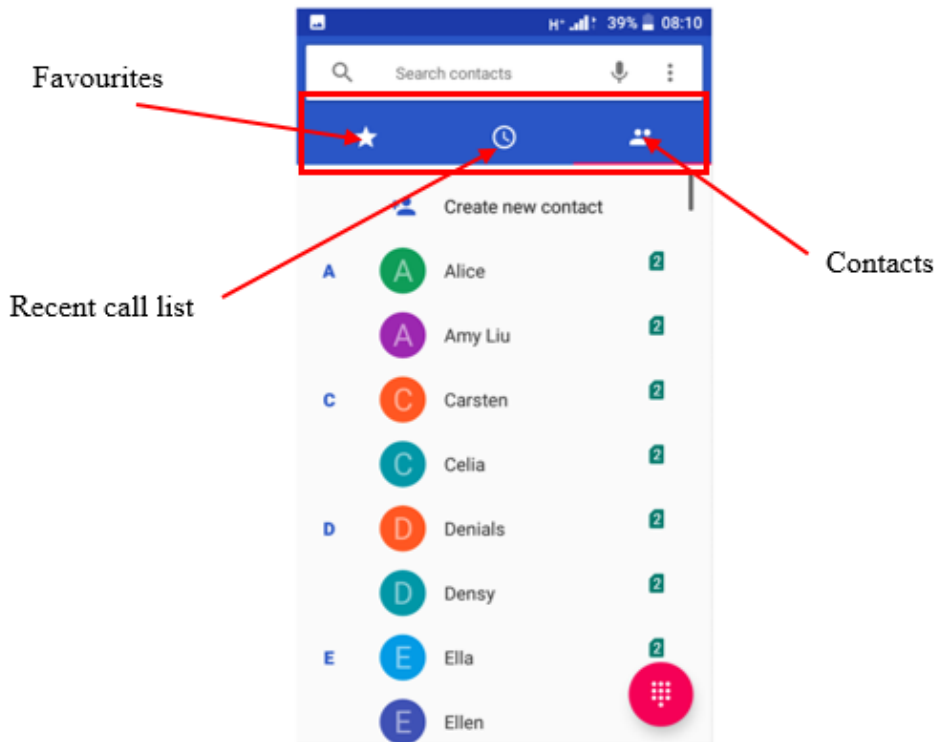 H+ 39% 08:10
Search contacts
Favourites
Create new contact
A A Alice 2
Contacts
Recent call list
A Amy Liu 2
C C Carsten 2
C Celia 2
D D Denials 2
D Densy 2
E E Ella 2
E Ellen